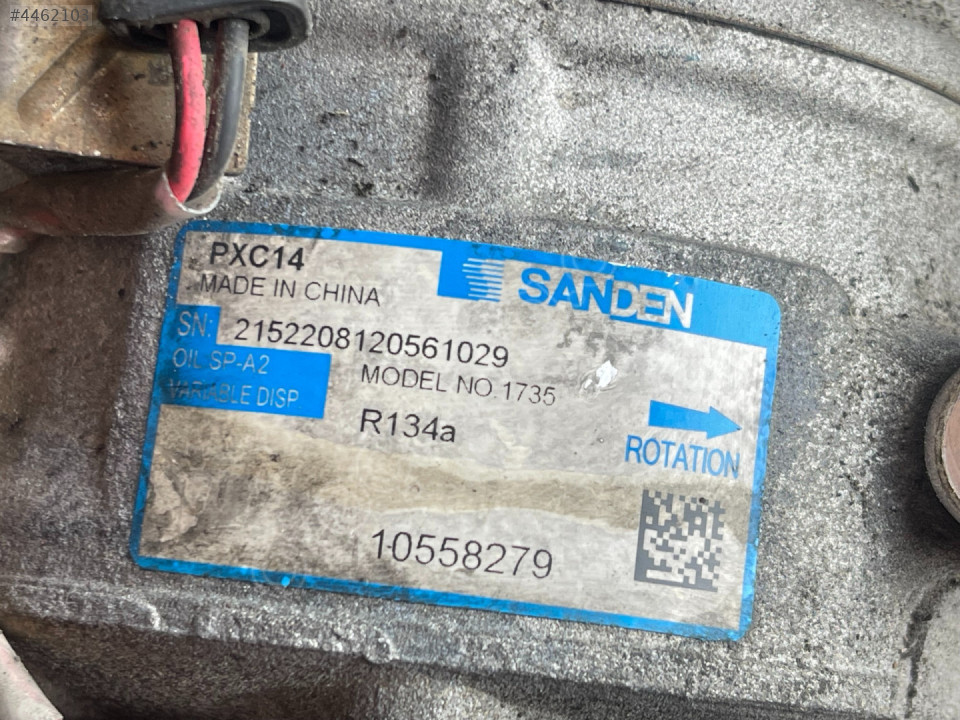 #4462103
PXC14
SANDEN
MADE IN CHINA
SN: 2152208120561029
OIL SP-A2
MODEL NO.1735
VARIABLE DISP.
R134a
ROTATION
10558279